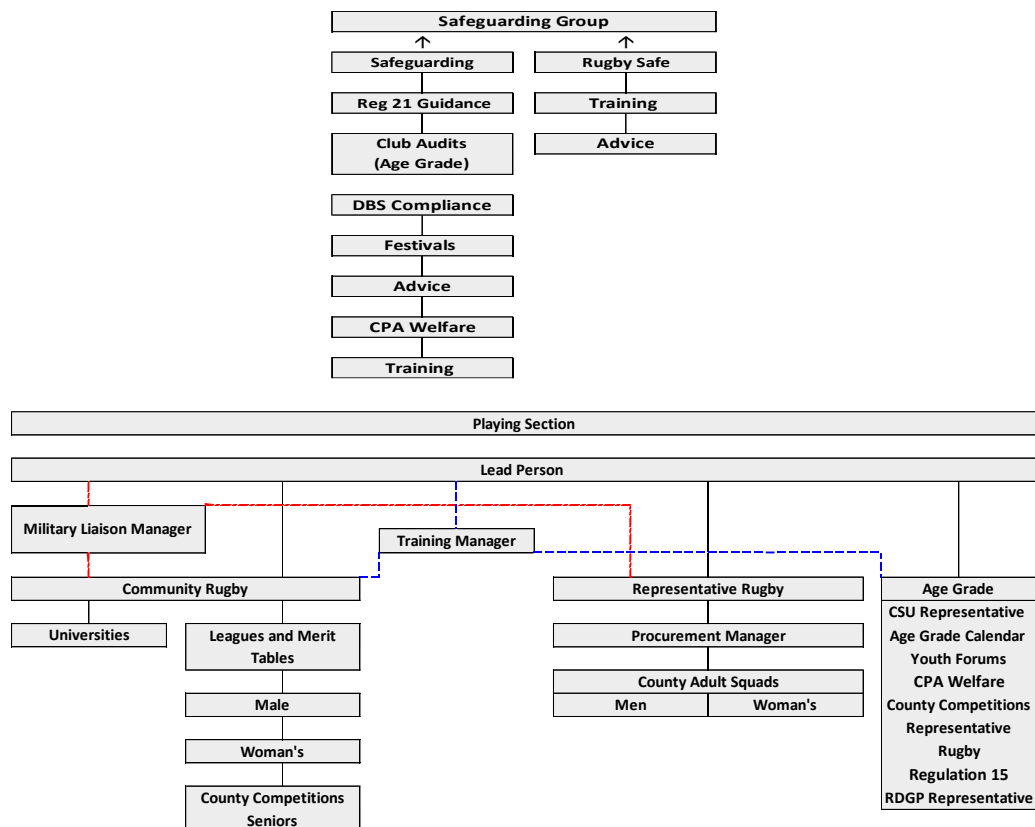 Safeguarding Group
Safeguarding
Rugby Safe
Reg 21 Guidance
Training
Club Audits
(Age Grade)
Advice
DBS Compliance
Festivals
Advice
CPA Welfare
Training
Playing Section
Lead Person
Military Liaison Manager
Training Manager
Community Rugby
Representative Rugby
Age Grade
Universities
Leagues and Merit
Tables
Male
Woman's
County Competitions
Seniors
Procurement Manager
County Adult Squads
Men
Woman's
CSU Representative
Age Grade Calendar
Youth Forums
CPA Welfare
County Competitions
Representative
Rugby
Regulation 15
RDGP Representative